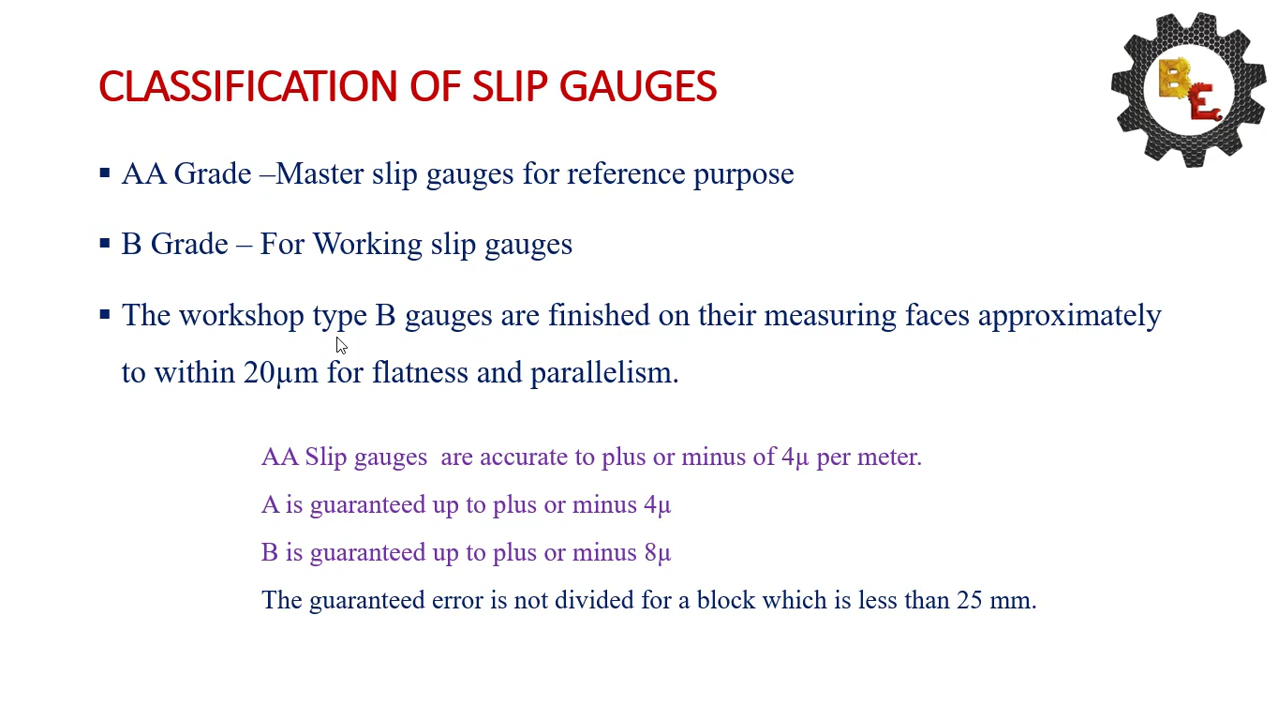 CLASSIFICATION OF SLIP GAUGES
BE
▪ AA Grade –Master slip gauges for reference purpose
▪ B Grade – For Working slip gauges
▪ The workshop type B gauges are finished on their measuring faces approximately
to within 20µm for flatness and parallelism.
AA Slip gauges  are accurate to plus or minus of 4µ per meter.
A is guaranteed up to plus or minus 4µ
B is guaranteed up to plus or minus 8µ
The guaranteed error is not divided for a block which is less than 25 mm.